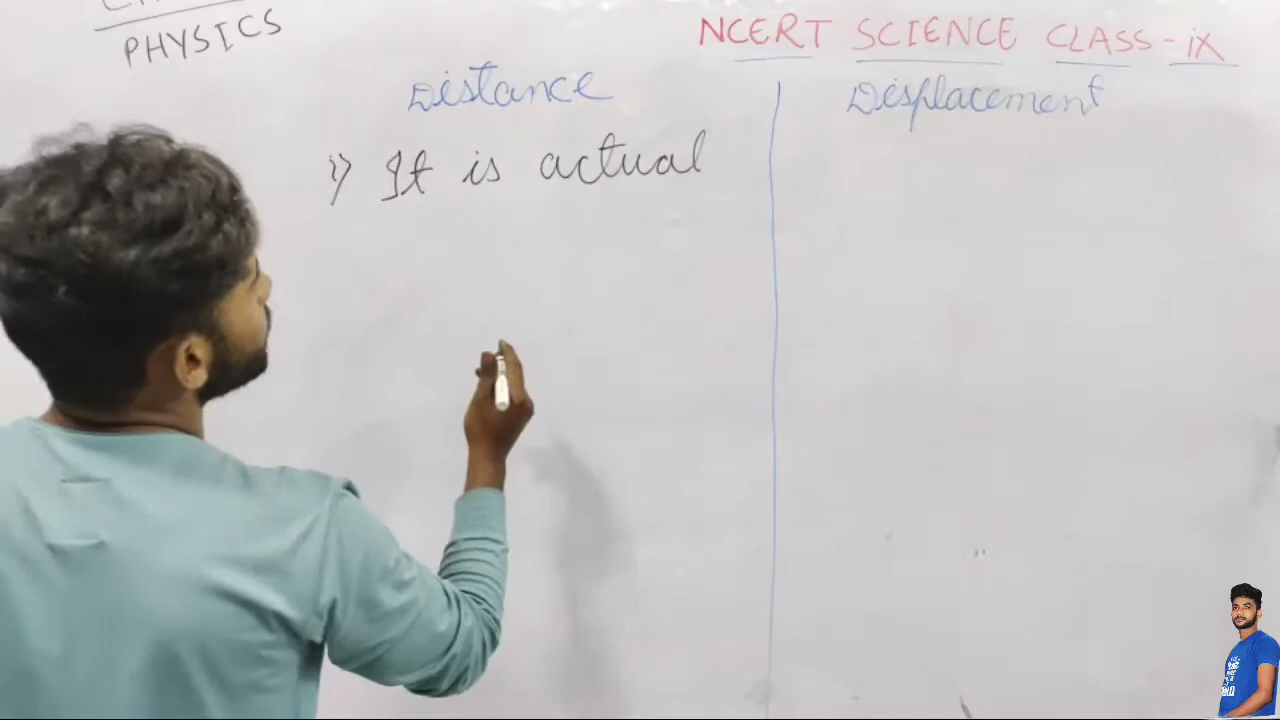 PHYSICS
NCERT SCIENCE CLASS-ix
Distance
Displacement
i) It is actual